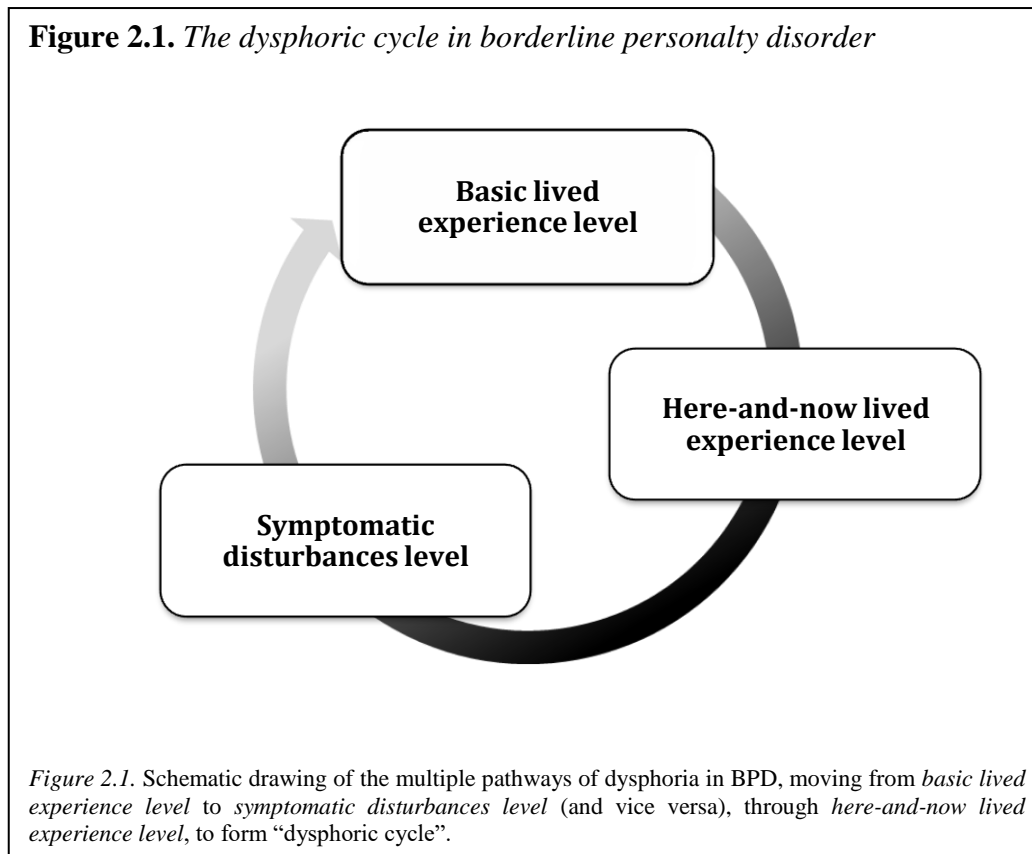 Figure 2.1. The dysphoric cycle in borderline personalty disorder
Basic lived
experience level
Here-and-now lived
experience level
Symptomatic
disturbances level
Figure 2.1. Schematic drawing of the multiple pathways of dysphoria in BPD, moving from basic lived
experience level to symptomatic disturbances level (and vice versa), through here-and-now lived
experience level, to form “dysphoric cycle”.